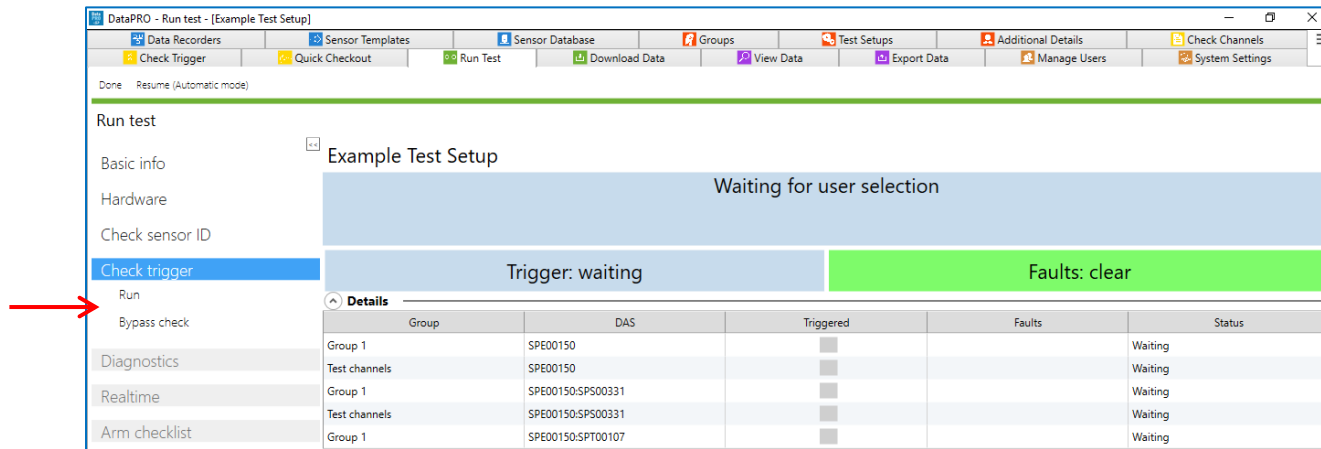 DataPRO - Run test - [Example Test Setup]
Data Recorders Sensor Templates Sensor Database Groups Test Setups Additional Details Check Channels
Check Trigger Quick Checkout Run Test Download Data View Data Export Data Manage Users System Settings
Done Resume (Automatic mode)
Run test
<<
Basic info
Hardware
Check sensor ID
Check trigger
Run
Bypass check
Diagnostics
Realtime
Arm checklist
Example Test Setup
Waiting for user selection
Trigger: waiting Faults: clear
Details
Group DAS Triggered Faults Status
Group 1 SPE00150 Waiting
Test channels SPE00150 Waiting
Group 1 SPE00150:SPS00331 Waiting
Test channels SPE00150:SPS00331 Waiting
Group 1 SPE00150:SPT00107 Waiting